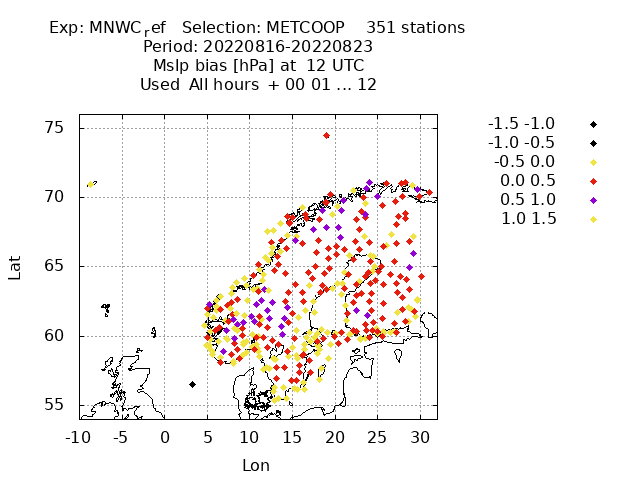 Exp: MNWC_ref   Selection: METCOOP    351 stations
Period: 20220816-20220823
Mslp bias [hPa] at  12 UTC
Used  All hours  + 00 01 ... 12
-1.5 -1.0
-1.0 -0.5
-0.5 0.0
0.0 0.5
0.5 1.0
1.0 1.5
75
70
65
60
55
Lat
-10 -5 0 5 10 15 20 25 30
Lon